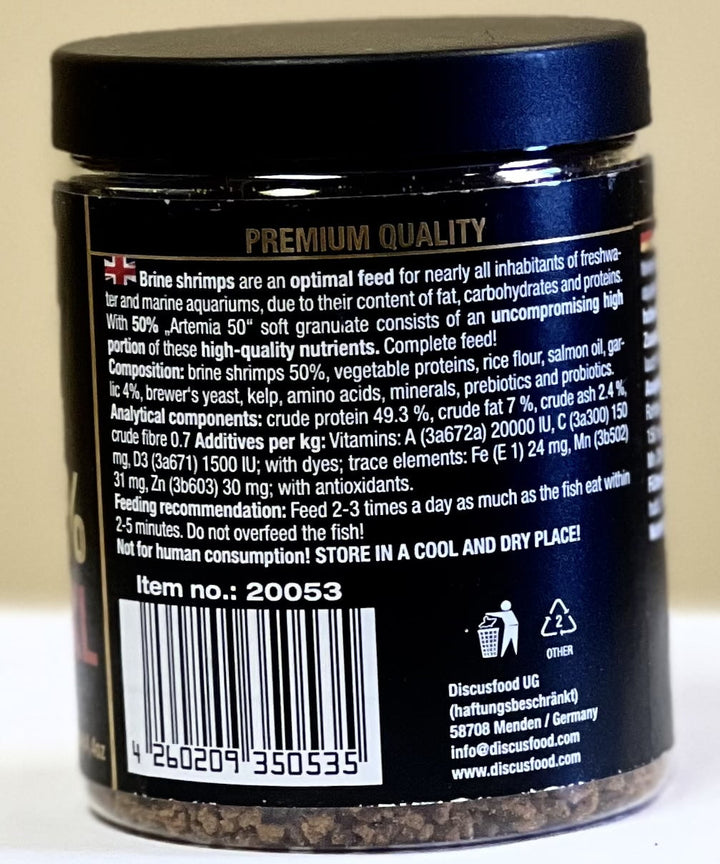 PREMIUM QUALITY
Brine shrimps are an optimal feed for nearly all inhabitants of freshwa-
ter and marine aquariums, due to their content of fat, carbohydrates and proteins.
With 50% „Artemia 50“ soft granulate consists of an uncompromising high
portion of these high-quality nutrients. Complete feed!
Composition: brine shrimps 50%, vegetable proteins, rice flour, salmon oil, gar-
lic 4%, brewer's yeast, kelp, amino acids, minerals, prebiotics and probiotics.
Analytical components: crude protein 49.3 %, crude fat 7 %, crude ash 2.4 %,
crude fibre 0.7 Additives per kg: Vitamins: A (3a672a) 20000 IU, C (3a300) 150
mg, D3 (3a671) 1500 IU; with dyes; trace elements: Fe (E 1) 24 mg, Mn (3b502)
31 mg, Zn (3b603) 30 mg; with antioxidants.
Feeding recommendation: Feed 2-3 times a day as much as the fish eat within
2-5 minutes. Do not overfeed the fish!
Not for human consumption! STORE IN A COOL AND DRY PLACE!
Item no.: 20053
4 260209 350535
2
OTHER
Discusfood UG
(haftungsbeschränkt)
58708 Menden / Germany
info@discusfood.com
www.discusfood.com